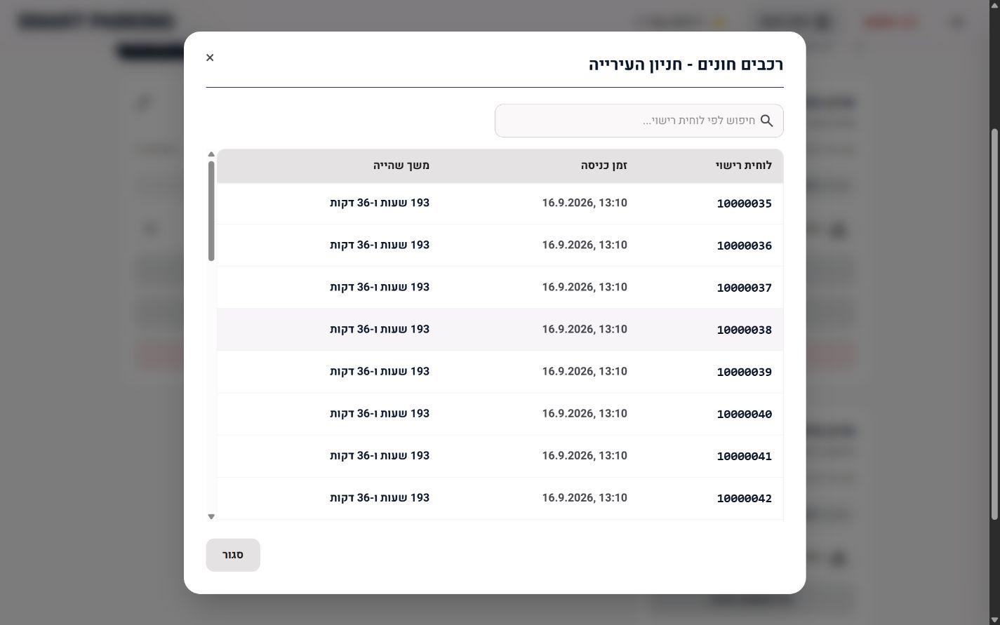 SMART PARKING
×
רכבים חונים - חניון העירייה
חיפוש לפי לוחית רישוי...
לוחית רישוי זמן כניסה משך שהייה
10000035 16.9.2026, 13:10 193 שעות ו-36 דקות
10000036 16.9.2026, 13:10 193 שעות ו-36 דקות
10000037 16.9.2026, 13:10 193 שעות ו-36 דקות
10000038 16.9.2026, 13:10 193 שעות ו-36 דקות
10000039 16.9.2026, 13:10 193 שעות ו-36 דקות
10000040 16.9.2026, 13:10 193 שעות ו-36 דקות
10000041 16.9.2026, 13:10 193 שעות ו-36 דקות
10000042 16.9.2026, 13:10 193 שעות ו-36 דקות
סגור